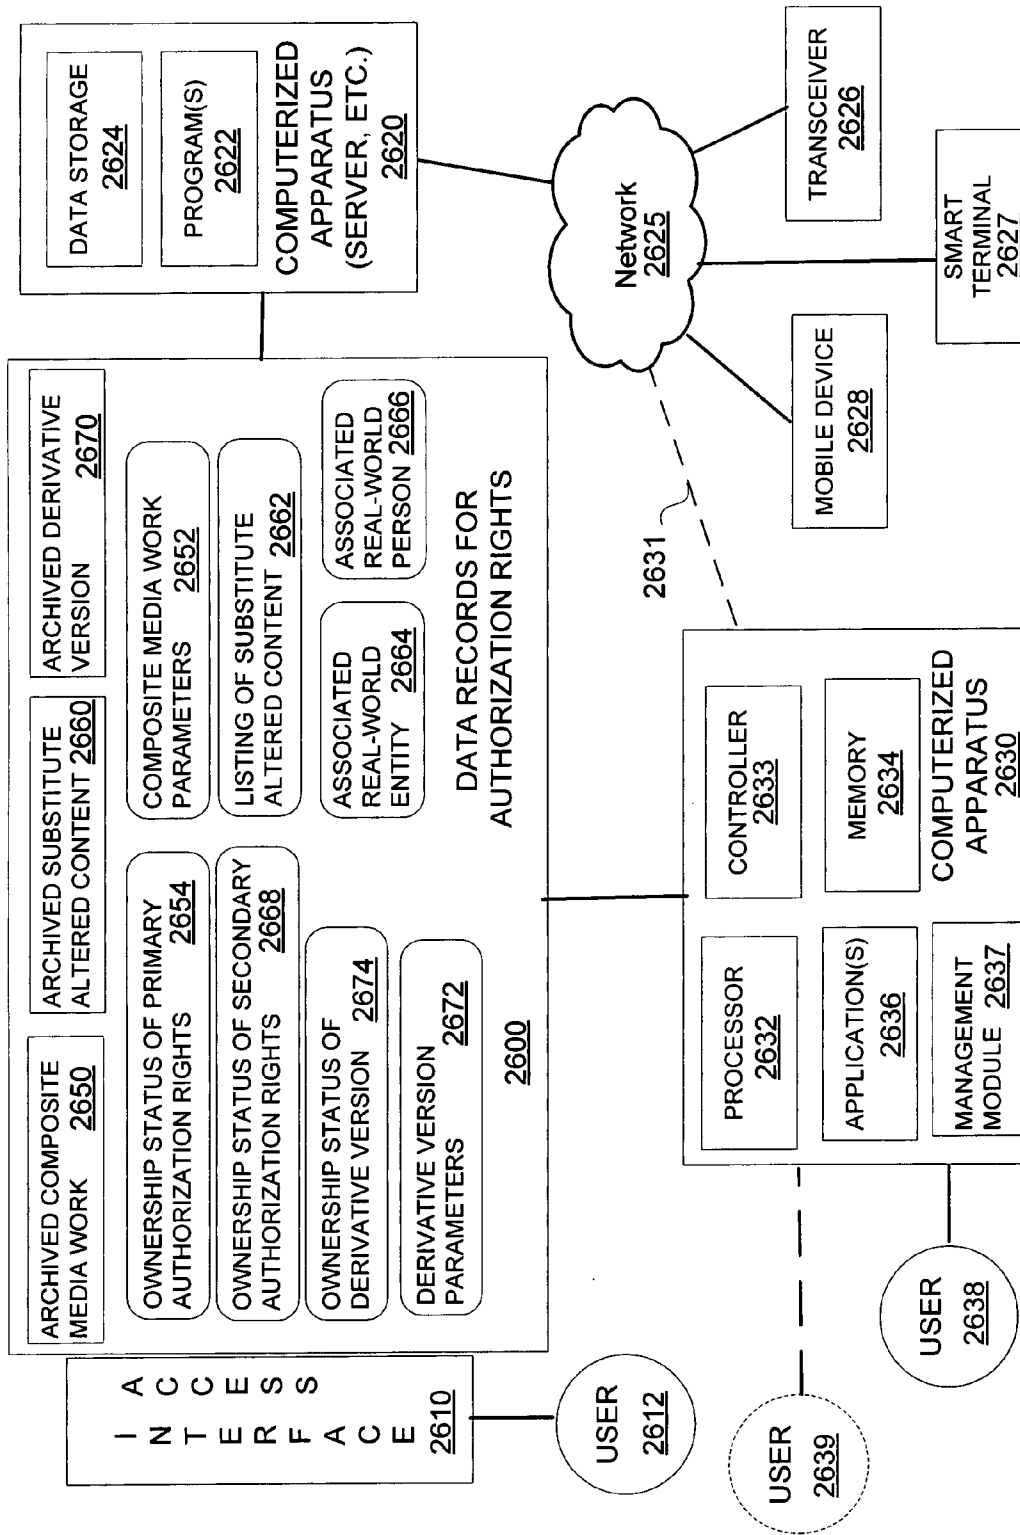 ARCHIVED COMPOSITE
MEDIA WORK 2650
ARCHIVED SUBSTITUTE
ALTERED CONTENT 2660
ARCHIVED DERIVATIVE
VERSION 2670
OWNERSHIP STATUS OF PRIMARY
AUTHORIZATION RIGHTS 2654
COMPOSITE MEDIA WORK
PARAMETERS 2652
OWNERSHIP STATUS OF SECONDARY
AUTHORIZATION RIGHTS 2668
LISTING OF SUBSTITUTE
ALTERED CONTENT 2662
OWNERSHIP STATUS OF
DERIVATIVE VERSION 2674
ASSOCIATED
REAL-WORLD
ENTITY 2664
ASSOCIATED
REAL-WORLD
PERSON 2666
DERIVATIVE VERSION 2672
PARAMETERS
DATA RECORDS FOR
AUTHORIZATION RIGHTS
2600
ACCESS
INTERFACE
2610
USER
2612
DATA STORAGE
2624
PROGRAM(S)
2622
COMPUTERIZED
APPARATUS
(SERVER, ETC.)
2620
Network
2625
TRANSCEIVER
2626
SMART
TERMINAL
2627
MOBILE DEVICE
2628
2631
PROCESSOR
2632
CONTROLLER
2633
APPLICATION(S)
2636
MEMORY
2634
MANAGEMENT
MODULE 2637
COMPUTERIZED
APPARATUS
2630
USER
2639
USER
2638